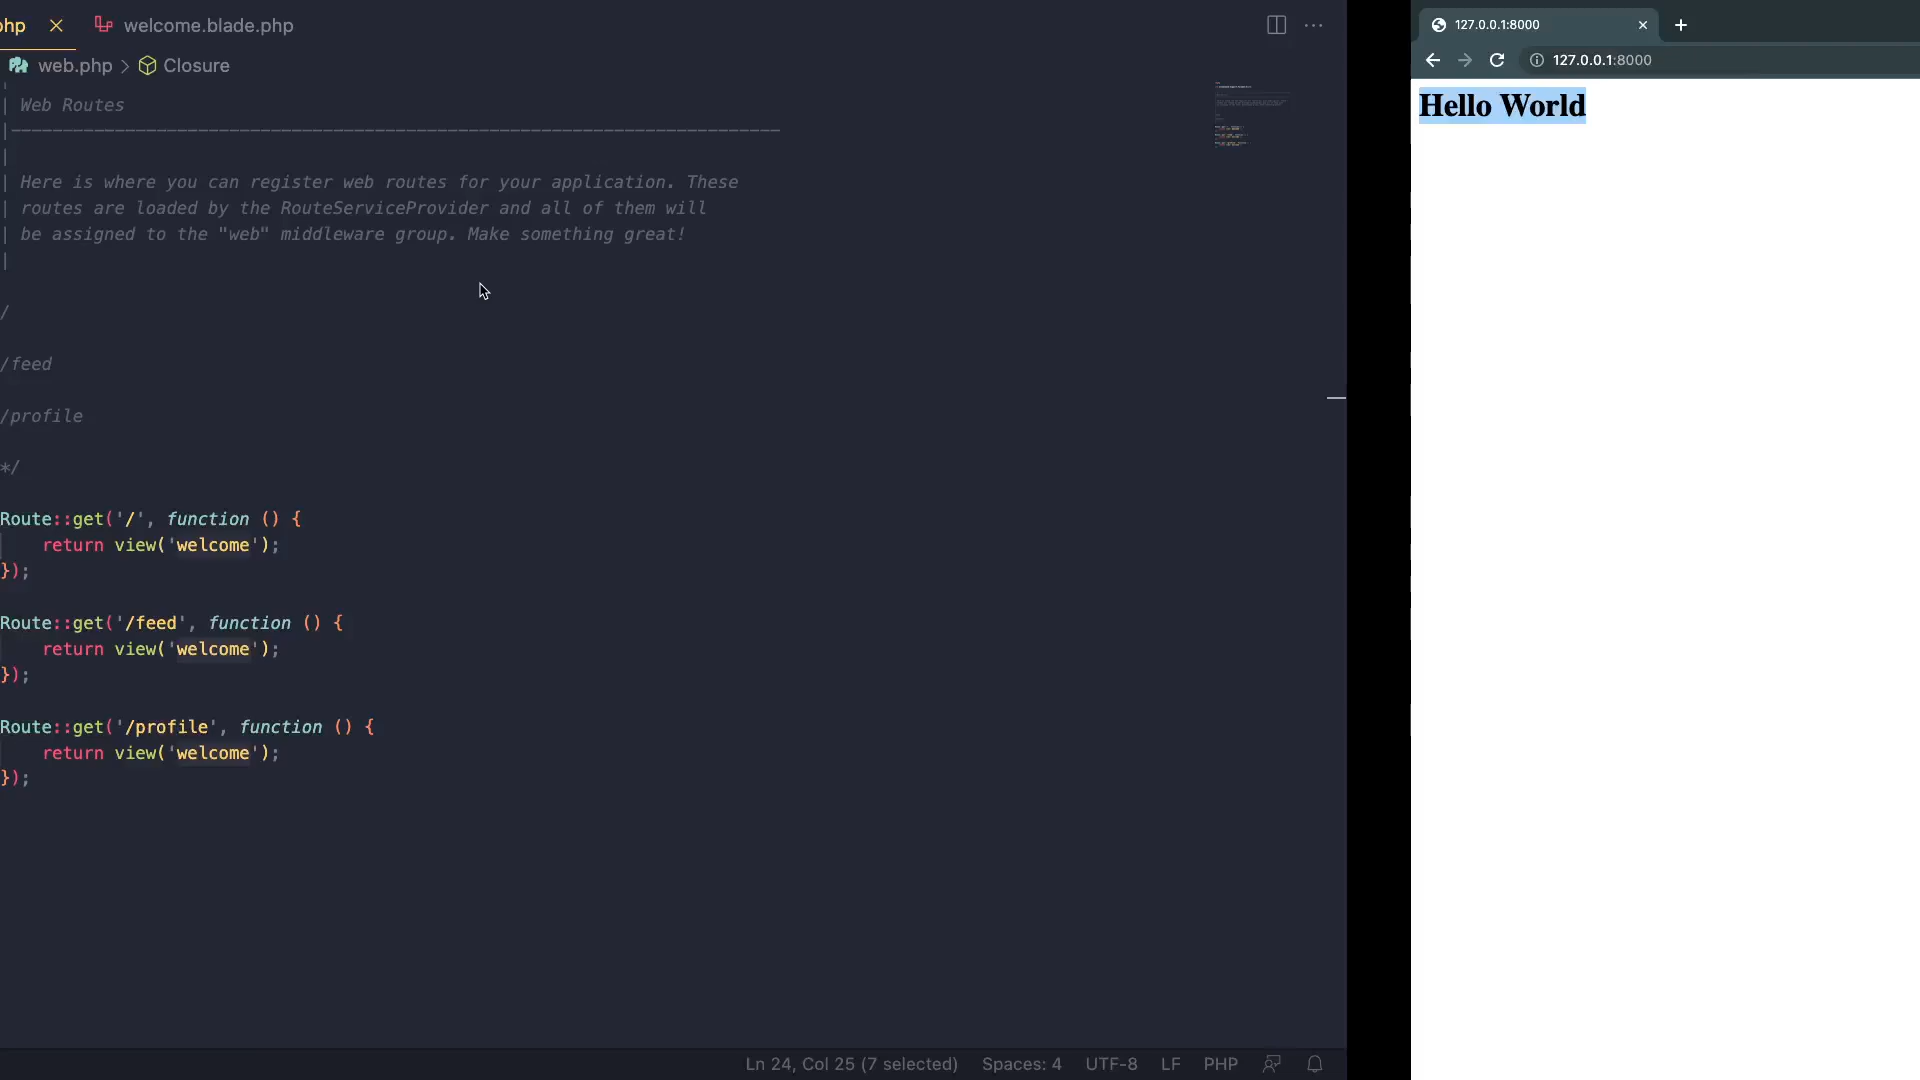 php
welcome.blade.php
web.php > Closure
| Web Routes
|--------------------------------------------------------------------------
|
| Here is where you can register web routes for your application. These
| routes are loaded by the RouteServiceProvider and all of them will
| be assigned to the "web" middleware group. Make something great!
|
/
/feed
/profile
*/
Route::get('/', function () {
    return view('welcome');
});
Route::get('/feed', function () {
    return view('welcome');
});
Route::get('/profile', function () {
    return view('welcome');
});
Ln 24, Col 25 (7 selected) Spaces: 4 UTF-8 LF PHP
127.0.0.1:8000
127.0.0.1:8000
Hello World